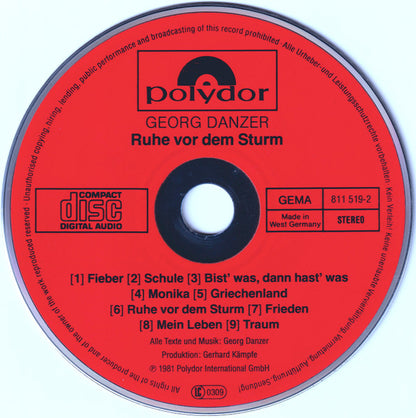 polydor
GEORG DANZER
Ruhe vor dem Sturm
COMPACT
disc
DIGITAL AUDIO
GEMA 811 519-2
Made in
West Germany
STEREO
[1] Fieber [2] Schule [3] Bist' was, dann hast' was
[4] Monika [5] Griechenland
[6] Ruhe vor dem Sturm [7] Frieden
[8] Mein Leben [9] Traum
Alle Texte und Musik: Georg Danzer
Produktion: Gerhard Kämpfe
℗ 1981 Polydor International GmbH
LC 0309
All rights of the producer and of the owner of the work reproduced reserved · Unauthorised copying, hiring, lending, public performance and broadcasting of this record prohibited · Alle Urheber- und Leistungsschutzrechte vorbehalten. Kein Verleih! Keine unerlaubte Vervielfältigung, Vermietung, Aufführung, Sendung!